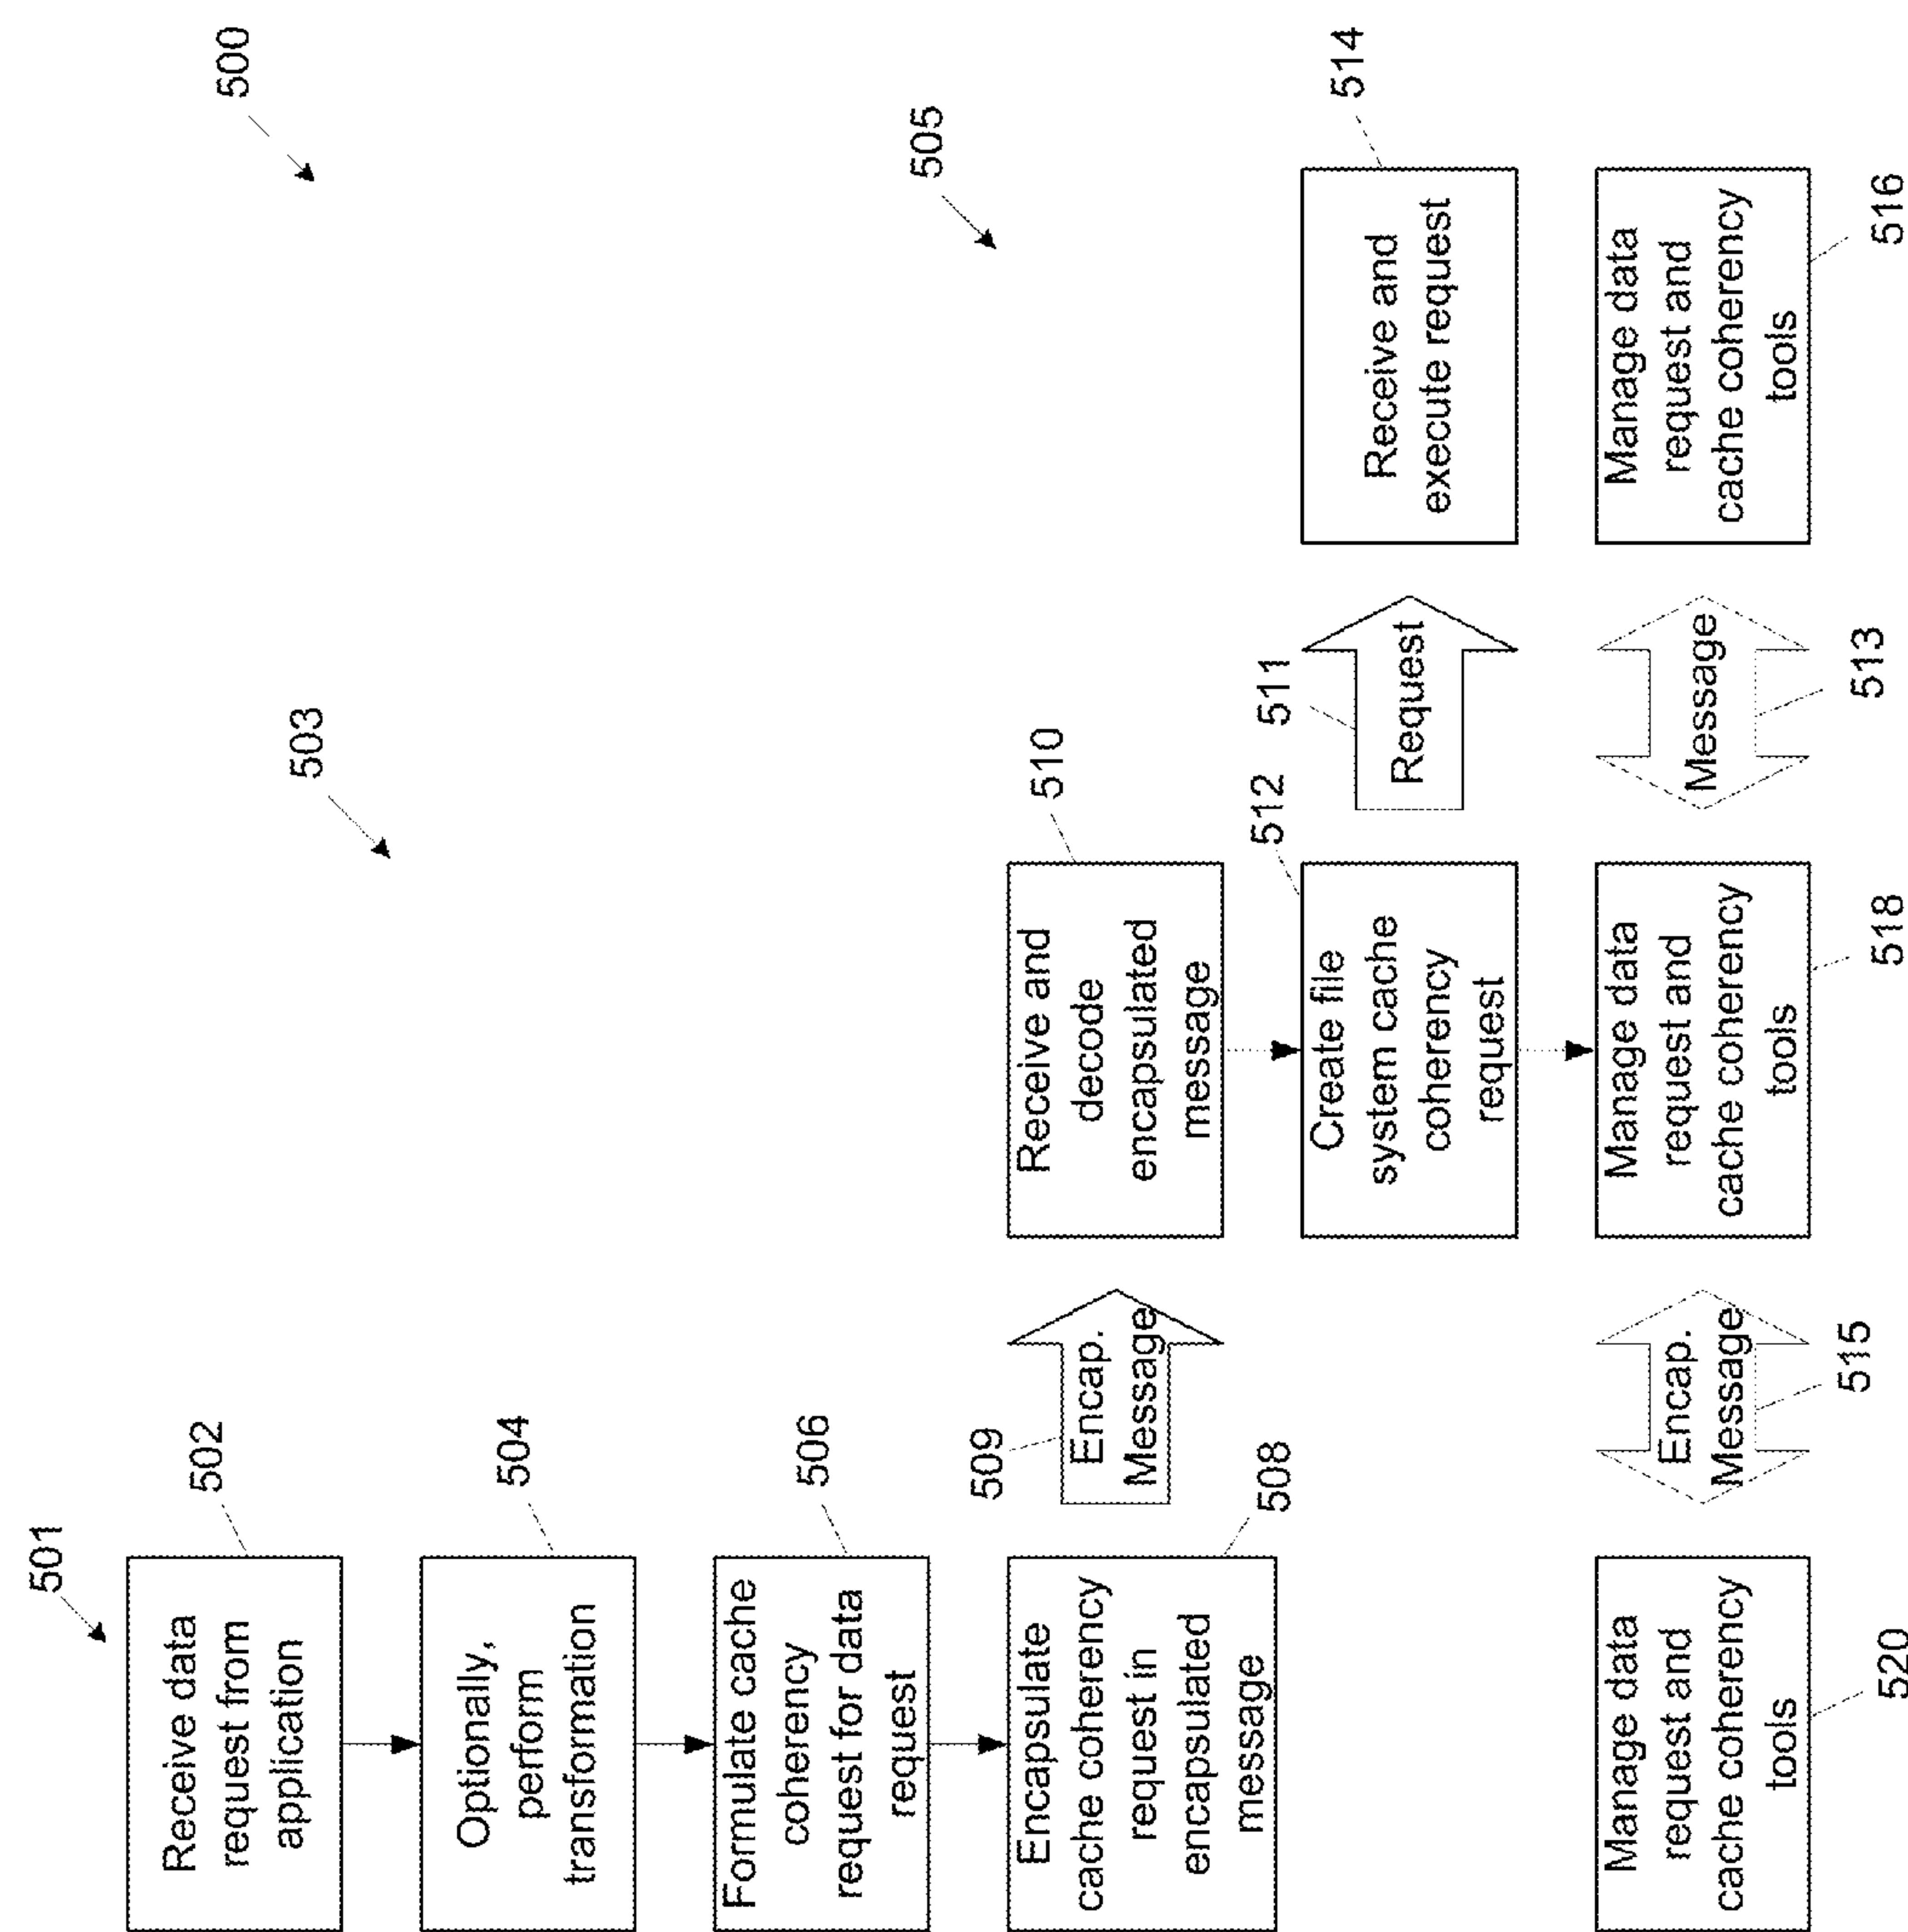 500
501
503
505
Receive data
request from
application
502
Optionally,
perform
transformation
504
Formulate cache
coherency
request for data
request
506
Encapsulate
cache coherency
request in
encapsulated
message
508
509
Encap.
Message
Receive and
decode
encapsulated
message
510
Create file
system cache
coherency
request
512
511
Request
Receive and
execute request
514
Manage data
request and
cache coherency
tools
520
Encap.
Message
515
Manage data
request and
cache coherency
tools
518
Message
513
Manage data
request and
cache coherency
tools
516